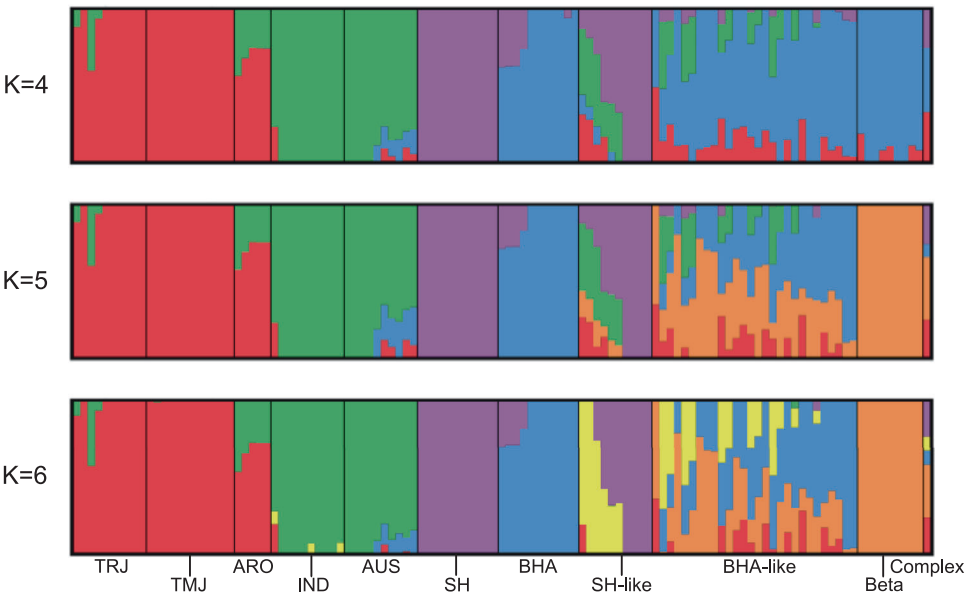 K=4
K=5
K=6
TRJ ARO AUS BHA BHA-like Complex
TMJ IND SH SH-like Beta